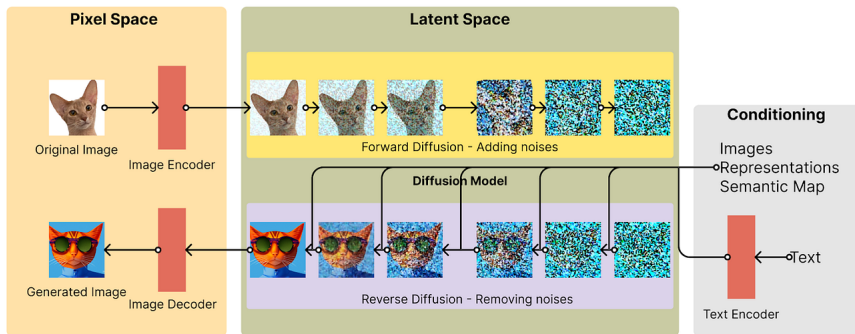 Pixel Space
Latent Space
Original Image
Image Encoder
Forward Diffusion - Adding noises
Conditioning
Images
Representations
Semantic Map
Diffusion Model
Generated Image
Image Decoder
Reverse Diffusion - Removing noises
Text
Text Encoder